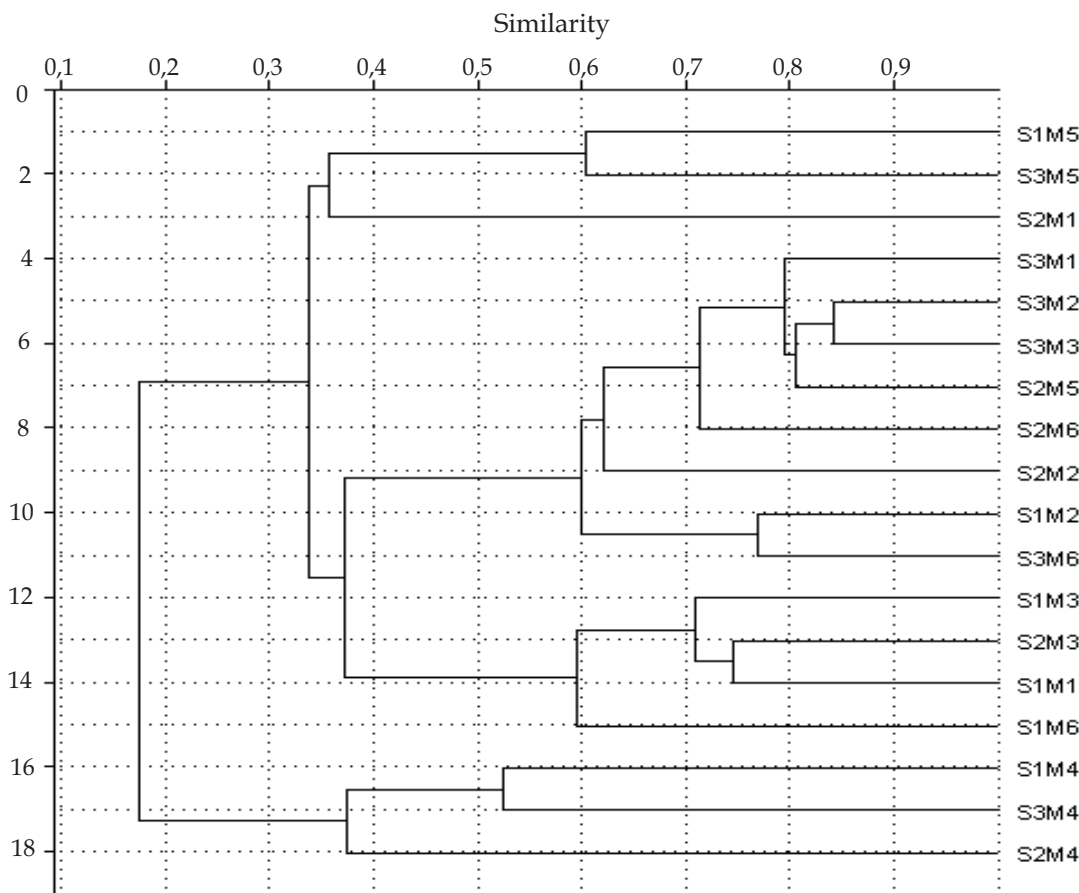 Similarity
0,1 0,2 0,3 0,4 0,5 0,6 0,7 0,8 0,9
0
S1M5
2 S3M5
S2M1
4 S3M1
S3M2
6 S3M3
S2M5
8 S2M6
S2M2
10 S1M2
S3M6
12 S1M3
S2M3
14 S1M1
S1M6
16 S1M4
S3M4
18 S2M4